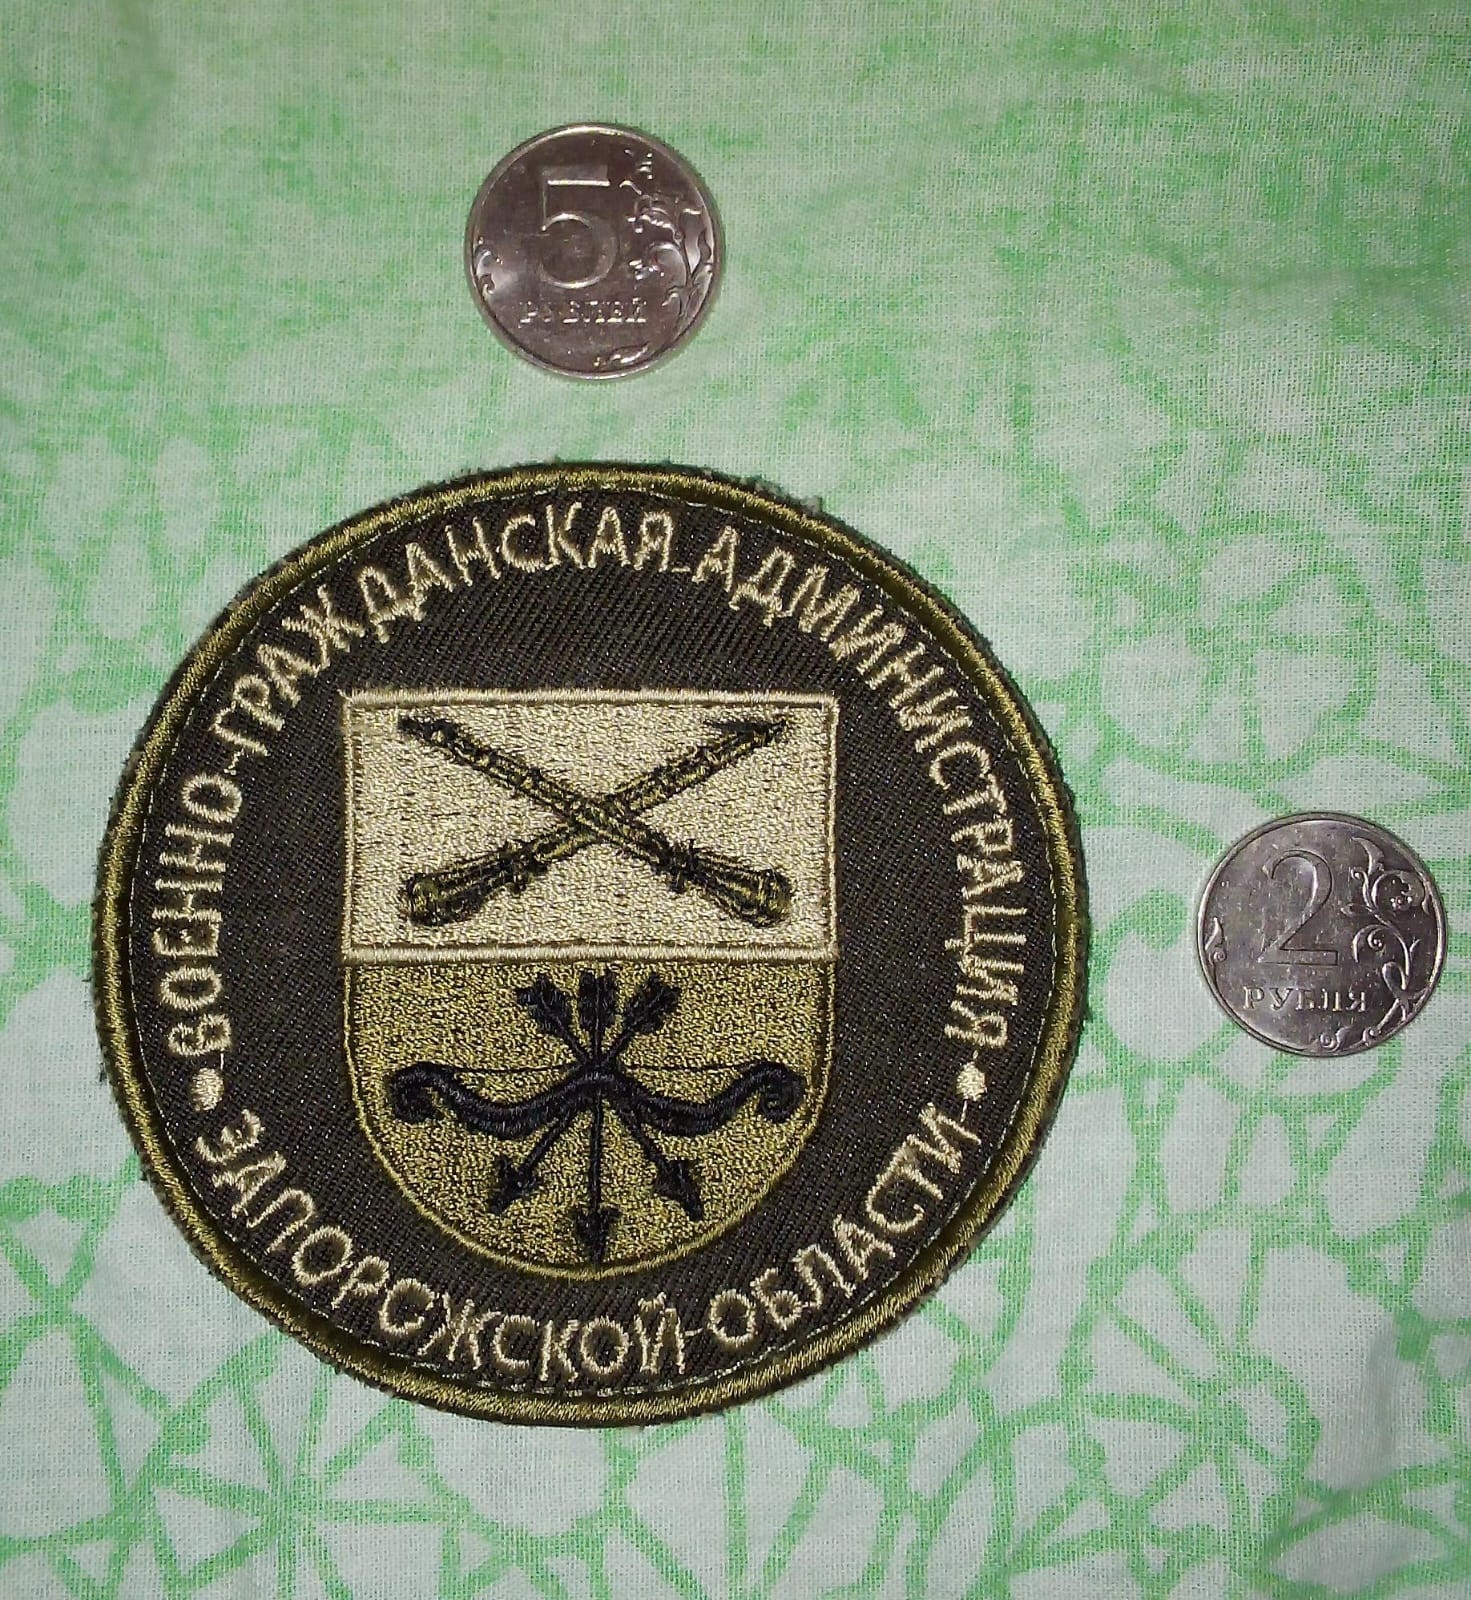 5
РУБЛЕЙ
ВОЕННО-ГРАЖДАНСКАЯ АДМИНИСТРАЦИЯ
ЗАПОРОЖСКОЙ ОБЛАСТИ
2
РУБЛЯ